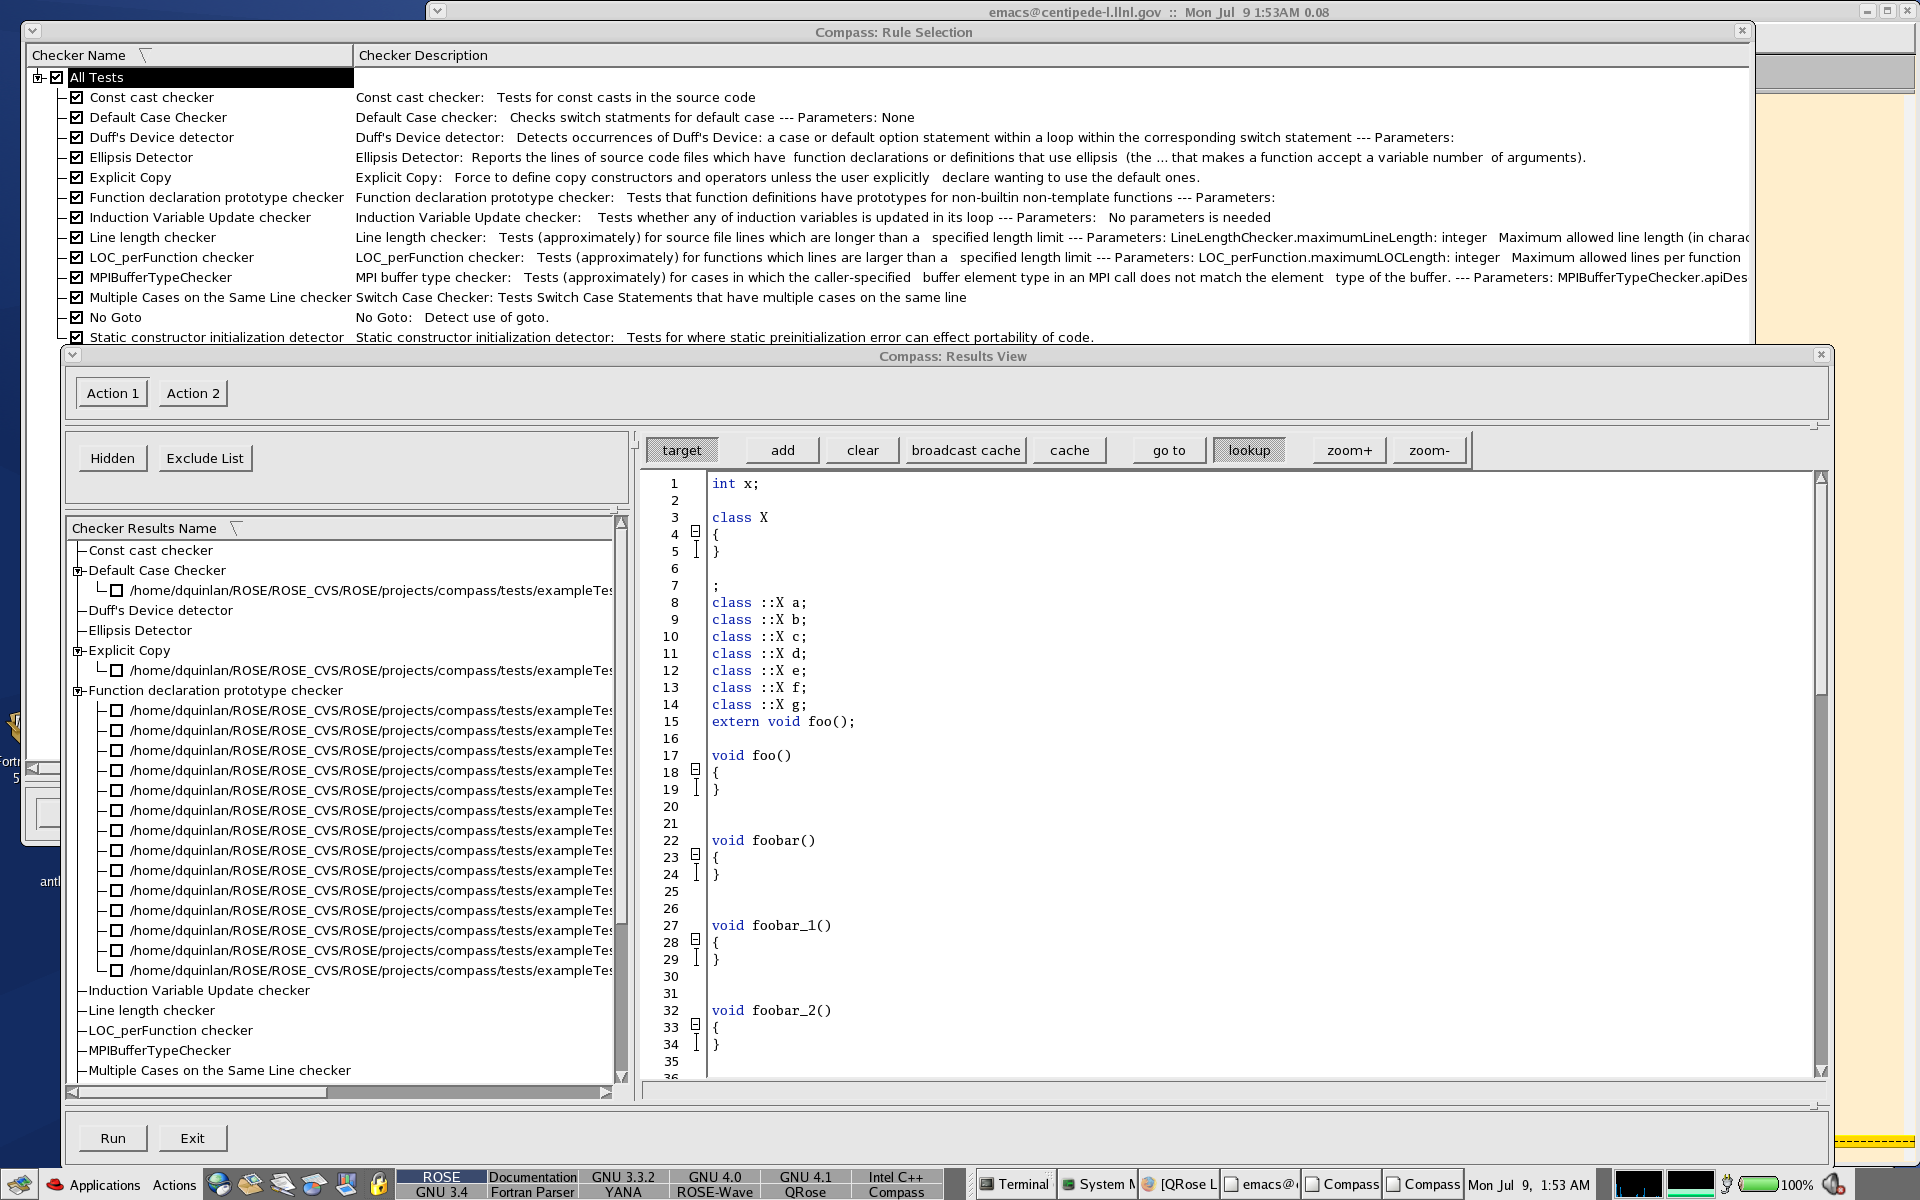 emacs@centipede-l.llnl.gov :: Mon Jul 9 1:53AM 0.08
Compass: Rule Selection
Checker Name Checker Description
All Tests
Const cast checker Const cast checker: Tests for const casts in the source code
Default Case Checker Default Case checker: Checks switch statments for default case --- Parameters: None
Duff's Device detector Duff's Device detector: Detects occurrences of Duff's Device: a case or default option statement within a loop within the corresponding switch statement --- Parameters:
Ellipsis Detector Ellipsis Detector: Reports the lines of source code files which have function declarations or definitions that use ellipsis (the ... that makes a function accept a variable number of arguments).
Explicit Copy Explicit Copy: Force to define copy constructors and operators unless the user explicitly declare wanting to use the default ones.
Function declaration prototype checker Function declaration prototype checker: Tests that function definitions have prototypes for non-builtin non-template functions --- Parameters:
Induction Variable Update checker Induction Variable Update checker: Tests whether any of induction variables is updated in its loop --- Parameters: No parameters is needed
Line length checker Line length checker: Tests (approximately) for source file lines which are longer than a specified length limit --- Parameters: LineLengthChecker.maximumLineLength: integer Maximum allowed line length (in charac
LOC_perFunction checker LOC_perFunction checker: Tests (approximately) for functions which lines are larger than a specified length limit --- Parameters: LOC_perFunction.maximumLOCLength: integer Maximum allowed lines per function
MPIBufferTypeChecker MPI buffer type checker: Tests (approximately) for cases in which the caller-specified buffer element type in an MPI call does not match the element type of the buffer. --- Parameters: MPIBufferTypeChecker.apiDes
Multiple Cases on the Same Line checker Switch Case Checker: Tests Switch Case Statements that have multiple cases on the same line
No Goto No Goto: Detect use of goto.
Static constructor initialization detector Static constructor initialization detector: Tests for where static preinitialization error can effect portability of code.
Compass: Results View
Action 1 Action 2
Hidden Exclude List
target add clear broadcast cache cache go to lookup zoom+ zoom-
Checker Results Name
Const cast checker
Default Case Checker
/home/dquinlan/ROSE/ROSE_CVS/ROSE/projects/compass/tests/exampleTes
Duff's Device detector
Ellipsis Detector
Explicit Copy
/home/dquinlan/ROSE/ROSE_CVS/ROSE/projects/compass/tests/exampleTes
Function declaration prototype checker
/home/dquinlan/ROSE/ROSE_CVS/ROSE/projects/compass/tests/exampleTes
/home/dquinlan/ROSE/ROSE_CVS/ROSE/projects/compass/tests/exampleTes
/home/dquinlan/ROSE/ROSE_CVS/ROSE/projects/compass/tests/exampleTes
/home/dquinlan/ROSE/ROSE_CVS/ROSE/projects/compass/tests/exampleTes
/home/dquinlan/ROSE/ROSE_CVS/ROSE/projects/compass/tests/exampleTes
/home/dquinlan/ROSE/ROSE_CVS/ROSE/projects/compass/tests/exampleTes
/home/dquinlan/ROSE/ROSE_CVS/ROSE/projects/compass/tests/exampleTes
/home/dquinlan/ROSE/ROSE_CVS/ROSE/projects/compass/tests/exampleTes
/home/dquinlan/ROSE/ROSE_CVS/ROSE/projects/compass/tests/exampleTes
/home/dquinlan/ROSE/ROSE_CVS/ROSE/projects/compass/tests/exampleTes
/home/dquinlan/ROSE/ROSE_CVS/ROSE/projects/compass/tests/exampleTes
/home/dquinlan/ROSE/ROSE_CVS/ROSE/projects/compass/tests/exampleTes
/home/dquinlan/ROSE/ROSE_CVS/ROSE/projects/compass/tests/exampleTes
/home/dquinlan/ROSE/ROSE_CVS/ROSE/projects/compass/tests/exampleTes
Induction Variable Update checker
Line length checker
LOC_perFunction checker
MPIBufferTypeChecker
Multiple Cases on the Same Line checker
1 int x;
2
3 class X
4 {
5 }
6
7 ;
8 class ::X a;
9 class ::X b;
10 class ::X c;
11 class ::X d;
12 class ::X e;
13 class ::X f;
14 class ::X g;
15 extern void foo();
16
17 void foo()
18 {
19 }
20
21
22 void foobar()
23 {
24 }
25
26
27 void foobar_1()
28 {
29 }
30
31
32 void foobar_2()
33 {
34 }
35
36
Run Exit
Fortr
5
antl
Applications Actions
ROSE Documentation GNU 3.3.2 GNU 4.0 GNU 4.1 Intel C++
GNU 3.4 Fortran Parser YANA ROSE-Wave QRose Compass
Terminal System M [QRose L emacs@ Compass Compass Mon Jul 9, 1:53 AM 100%